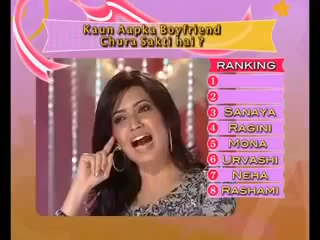 Kaun Aapka Boyfriend
Chura Sakti hai ?
RANKING
1
2
3 Sanaya
4 Ragini
5 Mona
6 Urvashi
7 Neha
8 Rashami